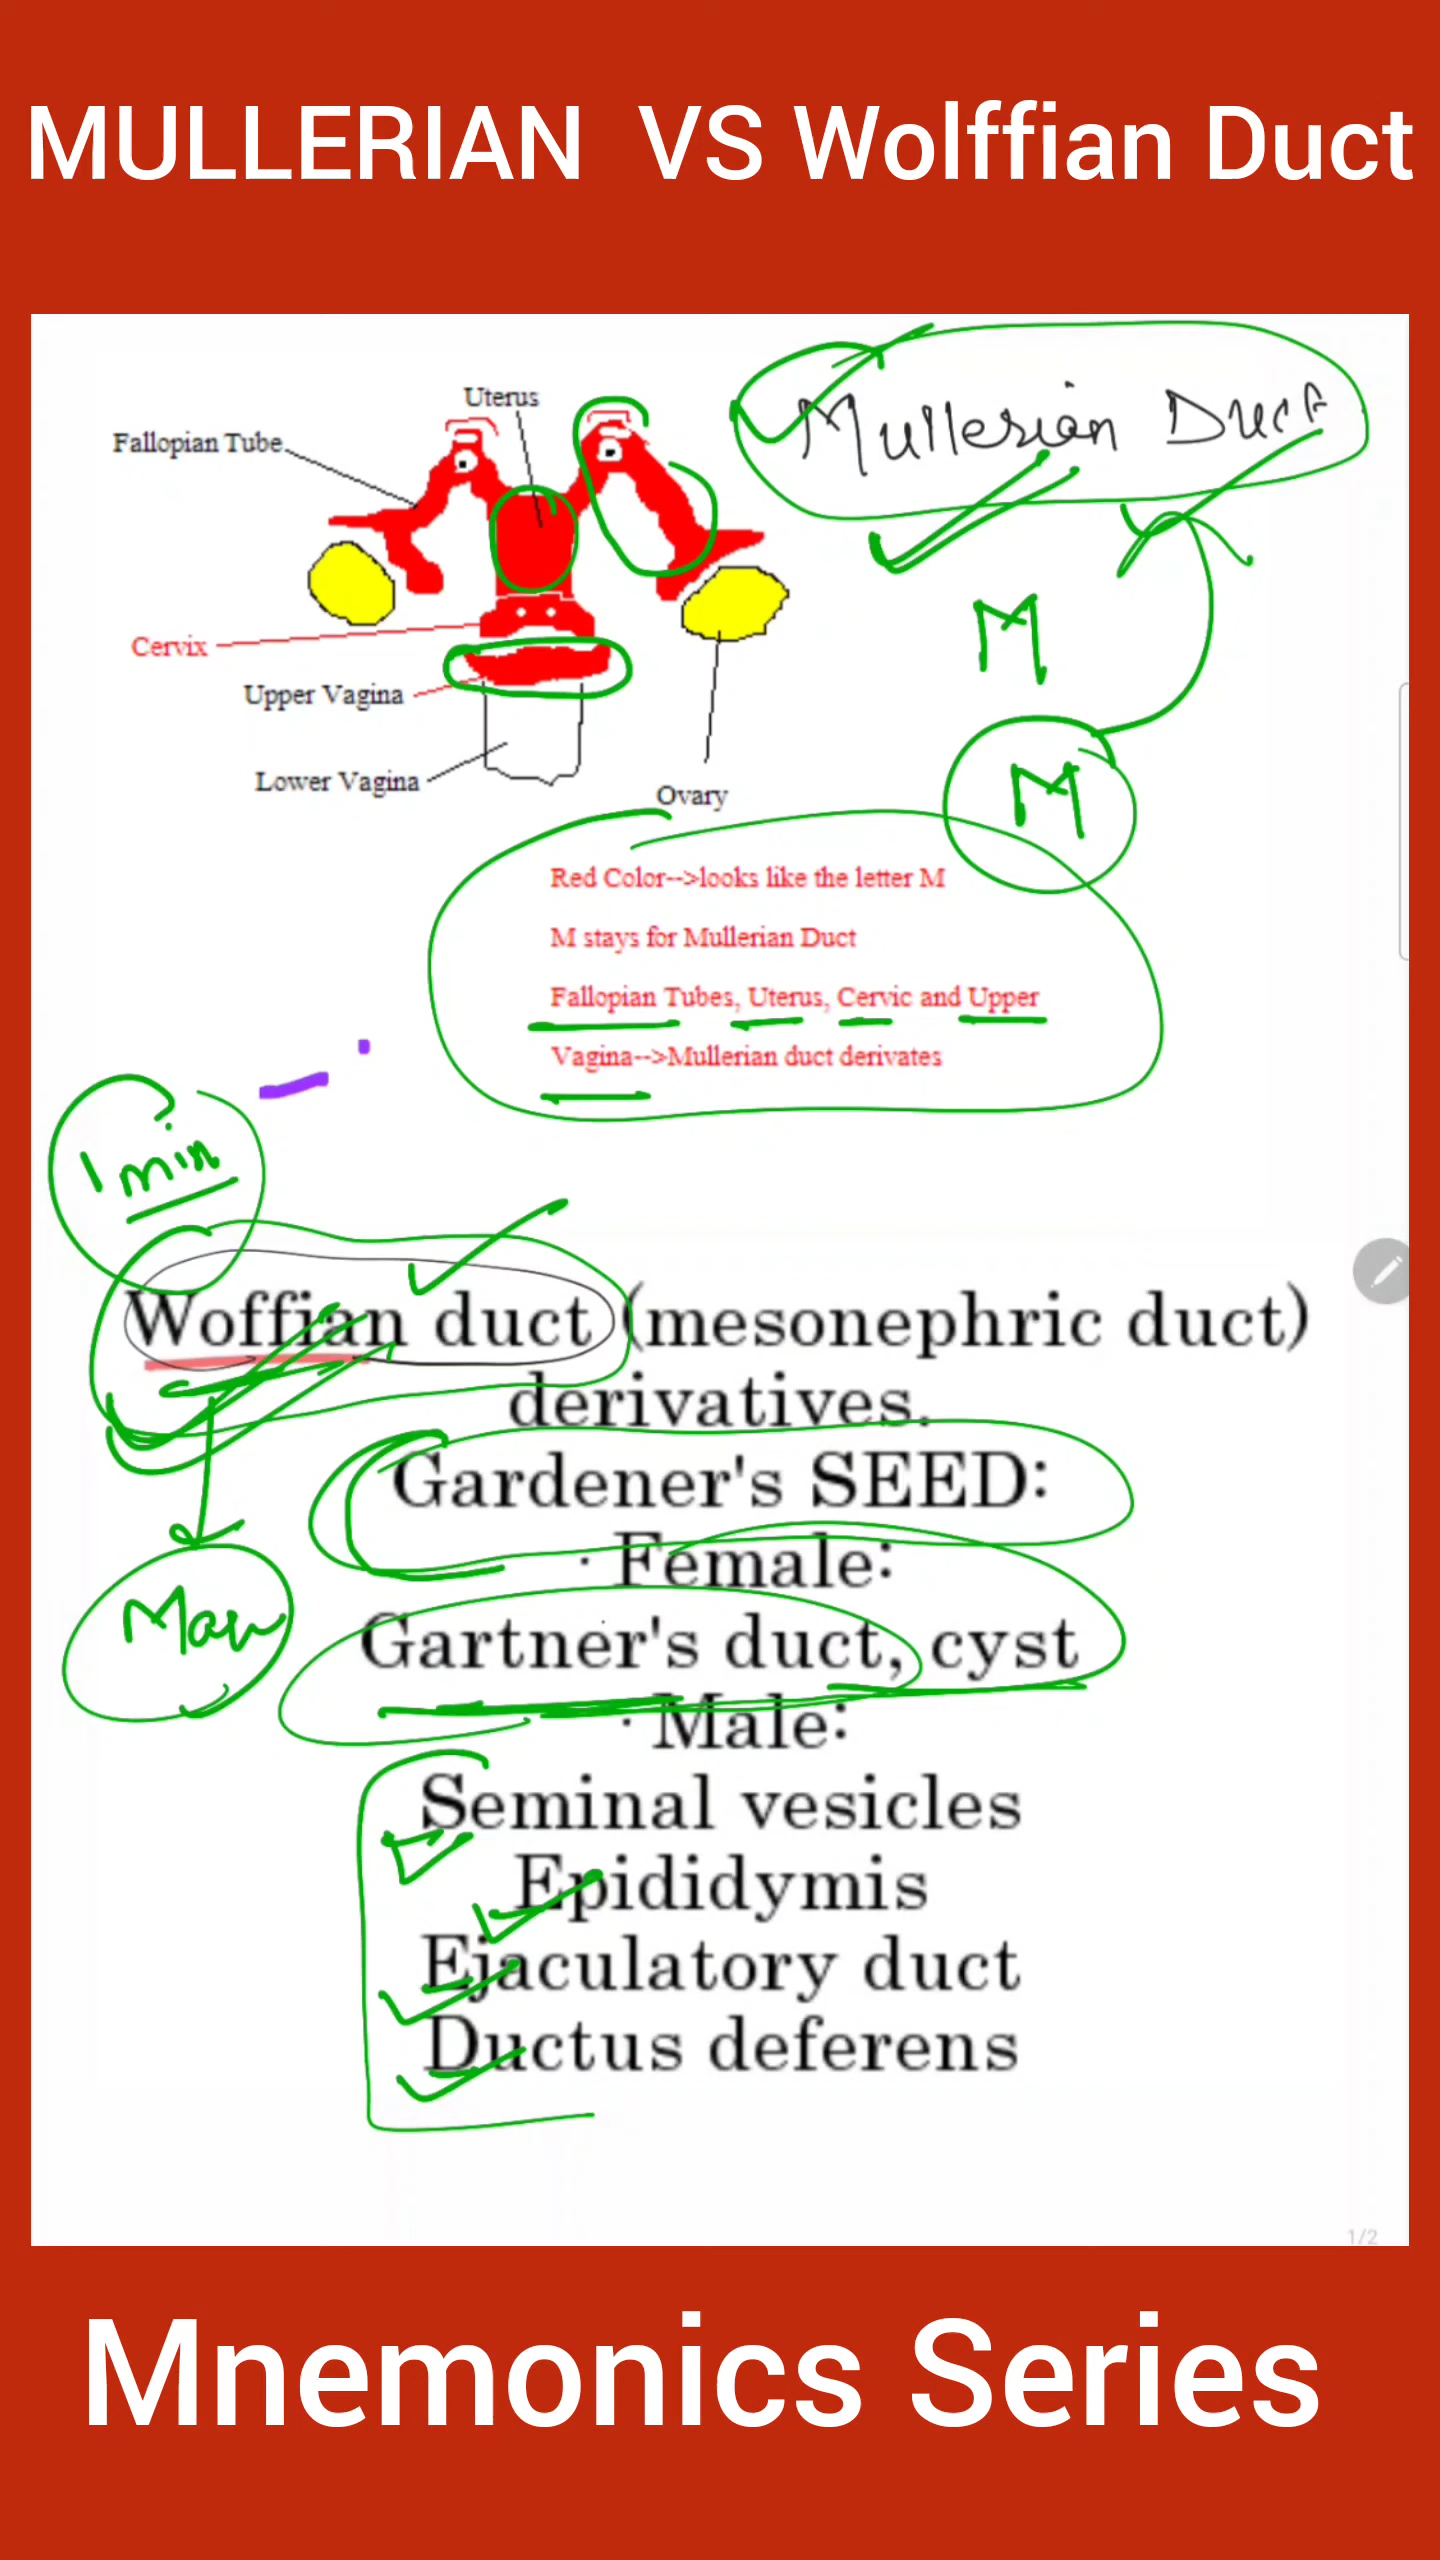 MULLERIAN VS Wolffian Duct
Uterus
Fallopian Tube
Mullerian Duct
M
Cervix
Upper Vagina
Lower Vagina
Ovary
M
Red Color-->looks like the letter M
M stays for Mullerian Duct
Fallopian Tubes, Uterus, Cervic and Upper
Vagina-->Mullerian duct derivates
1 min
Woffian duct (mesonephric duct)
derivatives.
Gardener's SEED:
· Female:
Gartner's duct, cyst
· Male:
Seminal vesicles
Epididymis
Ejaculatory duct
Ductus deferens
1/2
Mnemonics Series